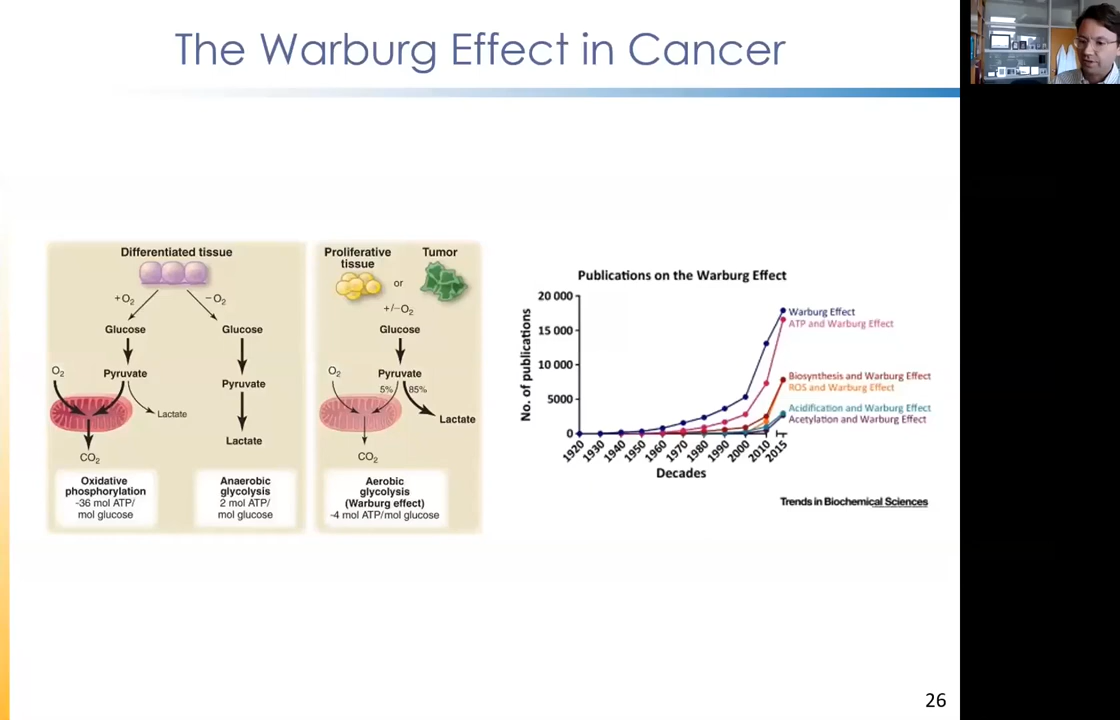 The Warburg Effect in Cancer
Differentiated tissue
+O2
−O2
Glucose
Glucose
O2
Pyruvate
Pyruvate
Lactate
Lactate
CO2
Oxidative
phosphorylation
~36 mol ATP/
mol glucose
Anaerobic
glycolysis
2 mol ATP/
mol glucose
Proliferative
tissue
or
Tumor
+/−O2
Glucose
O2
Pyruvate
5%
85%
Lactate
CO2
Aerobic
glycolysis
(Warburg effect)
~4 mol ATP/mol glucose
Publications on the Warburg Effect
No. of publications
20 000
15 000
10 000
5000
0
1920
1930
1940
1950
1960
1970
1980
1990
2000
2010
2015
Decades
Warburg Effect
ATP and Warburg Effect
Biosynthesis and Warburg Effect
ROS and Warburg Effect
Acidification and Warburg Effect
Acetylation and Warburg Effect
Trends in Biochemical Sciences
26